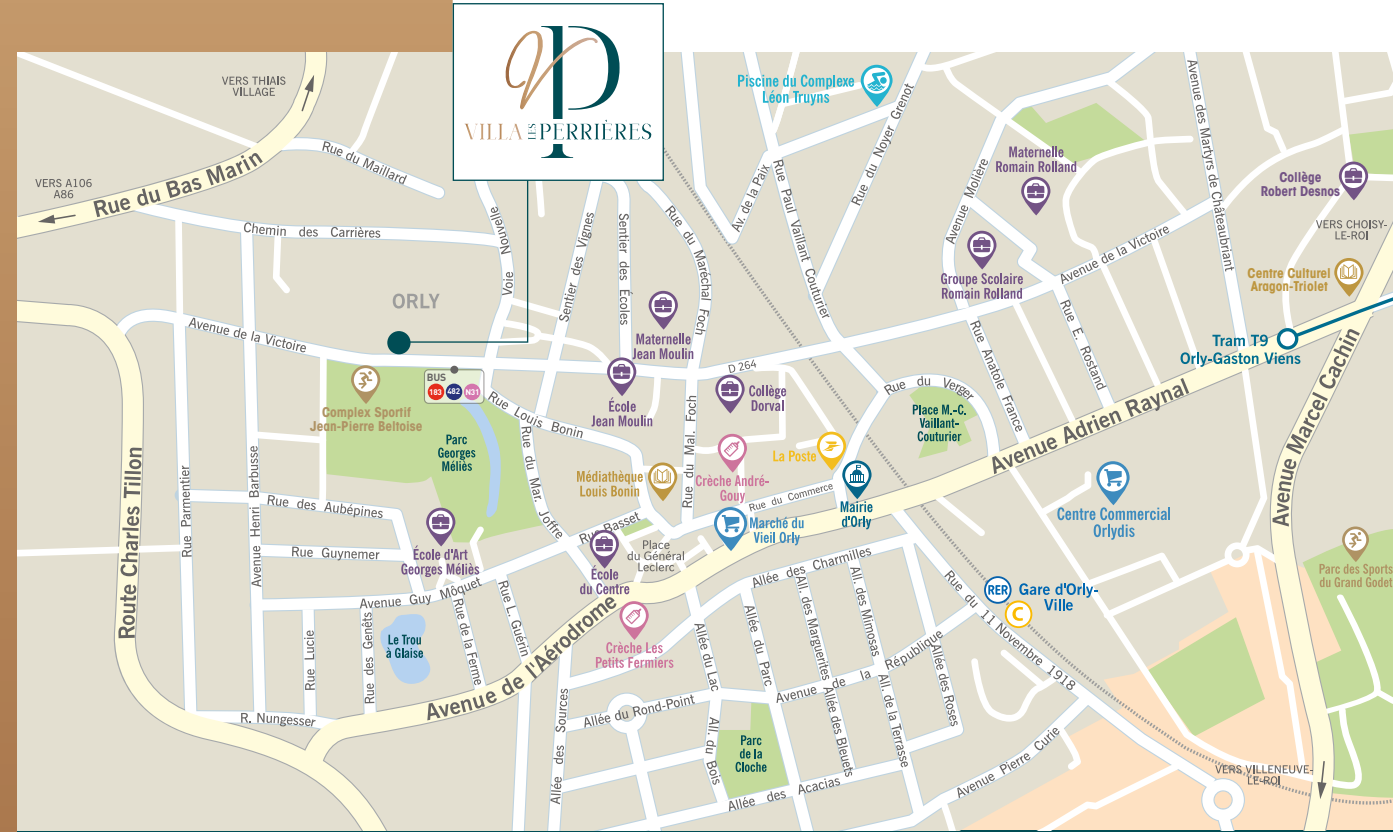 VP
VILLA LES PERRIÈRES
VERS THIAIS
VILLAGE
Piscine du Complexe
Léon Truyns
Rue du Noyer Grenot
Avenue des Martyrs de Châteaubriant
Rue du Maillard
Rue du Bas Marin
VERS A106
A86
Maternelle
Romain Rolland
Collège
Robert Desnos
VERS CHOISY-
LE-ROI
Chemin des Carrières
Voie Nouvelle
Sentier des Vignes
Sentier des Écoles
Rue du Maréchal Foch
Av. de la Paix
Rue Paul Vaillant Couturier
Avenue Molière
Groupe Scolaire
Romain Rolland
Avenue de la Victoire
Centre Culturel
Aragon-Triolet
ORLY
Maternelle
Jean Moulin
Rue E. Rostand
Rue Anatole France
Tram T9
Orly-Gaston Viens
Avenue de la Victoire
D 264
BUS
183 482 N31
Complex Sportif
Jean-Pierre Beltoise
École
Jean Moulin
Collège
Dorval
Rue du Verger
Place M.-C.
Vaillant-
Couturier
Avenue Adrien Raynal
Avenue Marcel Cachin
Rue Louis Bonin
Rue du Mal. Foch
Parc
Georges
Méliès
Rue du Mar. Joffre
Médiathèque
Louis Bonin
Crèche André-
Gouy
La Poste
Rue du Commerce
Mairie
d'Orly
Centre Commercial
Orlydis
Route Charles Tillon
Rue Parmentier
Avenue Henri Barbusse
Rue des Aubépines
Rue Guynemer
École d'Art
Georges Méliès
Rue Basset
Place
du Général
Leclerc
Marché du
Vieil Orly
École
du Centre
Allée des Charmilles
Parc des Sports
du Grand Godet
RER
C
Gare d'Orly-
Ville
Rue du 11 Novembre 1918
Avenue Guy Môquet
Rue Lucie
Rue des Genêts
Le Trou
à Glaise
Rue de la Ferme
Rue L. Guérin
Avenue de l'Aérodrome
Crèche Les
Petits Fermiers
Allée du Lac
Allée du Parc
All. des Marguerites
All. des Mimosas
Avenue de la République
Allée des Roses
R. Nungesser
Allée des Sources
Allée du Rond-Point
All. du Bois
Parc
de la
Cloche
Allée des Bleuets
All. de la Terrasse
Allée des Acacias
Avenue Pierre Curie
VERS VILLENEUVE-
LE-ROI